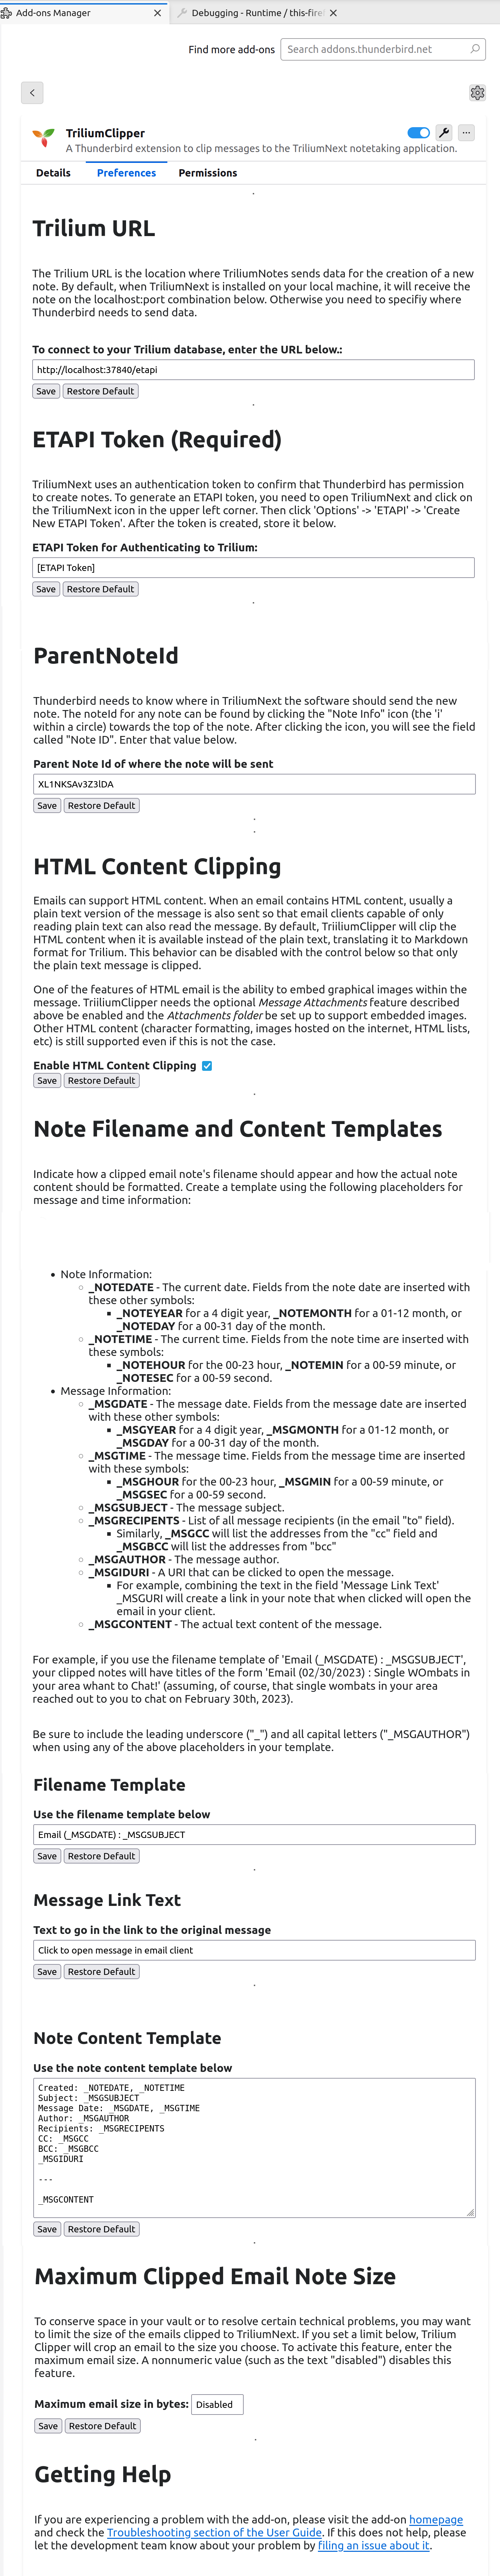 Add-ons Manager
Debugging - Runtime / this-fire
Find more add-ons
Search addons.thunderbird.net
TriliumClipper
A Thunderbird extension to clip messages to the TriliumNext notetaking application.
Details Preferences Permissions
Trilium URL
The Trilium URL is the location where TriliumNotes sends data for the creation of a new
note. By default, when TriliumNext is installed on your local machine, it will receive the
note on the localhost:port combination below. Otherwise you need to specifiy where
Thunderbird needs to send data.
To connect to your Trilium database, enter the URL below.:
http://localhost:37840/etapi
Save Restore Default
ETAPI Token (Required)
TriliumNext uses an authentication token to confirm that Thunderbird has permission
to create notes. To generate an ETAPI token, you need to open TriliumNext and click on
the TriliumNext icon in the upper left corner. Then click 'Options' -> 'ETAPI' -> 'Create
New ETAPI Token'. After the token is created, store it below.
ETAPI Token for Authenticating to Trilium:
[ETAPI Token]
Save Restore Default
ParentNoteId
Thunderbird needs to know where in TriliumNext the software should send the new
note. The noteId for any note can be found by clicking the "Note Info" icon (the 'i'
within a circle) towards the top of the note. After clicking the icon, you will see the field
called "Note ID". Enter that value below.
Parent Note Id of where the note will be sent
XL1NKSAv3Z3lDA
Save Restore Default
HTML Content Clipping
Emails can support HTML content. When an email contains HTML content, usually a
plain text version of the message is also sent so that email clients capable of only
reading plain text can also read the message. By default, TriiliumClipper will clip the
HTML content when it is available instead of the plain text, translating it to Markdown
format for Trilium. This behavior can be disabled with the control below so that only
the plain text message is clipped.
One of the features of HTML email is the ability to embed graphical images within the
message. TriiliumClipper needs the optional Message Attachments feature described
above be enabled and the Attachments folder be set up to support embedded images.
Other HTML content (character formatting, images hosted on the internet, HTML lists,
etc) is still supported even if this is not the case.
Enable HTML Content Clipping
Save Restore Default
Note Filename and Content Templates
Indicate how a clipped email note's filename should appear and how the actual note
content should be formatted. Create a template using the following placeholders for
message and time information:
• Note Information:
◦ _NOTEDATE - The current date. Fields from the note date are inserted with
these other symbols:
▪ _NOTEYEAR for a 4 digit year, _NOTEMONTH for a 01-12 month, or
_NOTEDAY for a 00-31 day of the month.
◦ _NOTETIME - The current time. Fields from the note time are inserted with
these symbols:
▪ _NOTEHOUR for the 00-23 hour, _NOTEMIN for a 00-59 minute, or
_NOTESEC for a 00-59 second.
• Message Information:
◦ _MSGDATE - The message date. Fields from the message date are inserted
with these other symbols:
▪ _MSGYEAR for a 4 digit year, _MSGMONTH for a 01-12 month, or
_MSGDAY for a 00-31 day of the month.
◦ _MSGTIME - The message time. Fields from the message time are inserted
with these symbols:
▪ _MSGHOUR for the 00-23 hour, _MSGMIN for a 00-59 minute, or
_MSGSEC for a 00-59 second.
◦ _MSGSUBJECT - The message subject.
◦ _MSGRECIPENTS - List of all message recipients (in the email "to" field).
▪ Similarly, _MSGCC will list the addresses from the "cc" field and
_MSGBCC will list the addresses from "bcc"
◦ _MSGAUTHOR - The message author.
◦ _MSGIDURI - A URI that can be clicked to open the message.
▪ For example, combining the text in the field 'Message Link Text'
_MSGURI will create a link in your note that when clicked will open the
email in your client.
◦ _MSGCONTENT - The actual text content of the message.
For example, if you use the filename template of 'Email (_MSGDATE) : _MSGSUBJECT',
your clipped notes will have titles of the form 'Email (02/30/2023) : Single WOmbats in
your area whant to Chat!' (assuming, of course, that single wombats in your area
reached out to you to chat on February 30th, 2023).
Be sure to include the leading underscore ("_") and all capital letters ("_MSGAUTHOR")
when using any of the above placeholders in your template.
Filename Template
Use the filename template below
Email (_MSGDATE) : _MSGSUBJECT
Save Restore Default
Message Link Text
Text to go in the link to the original message
Click to open message in email client
Save Restore Default
Note Content Template
Use the note content template below
Created: _NOTEDATE, _NOTETIME
Subject: _MSGSUBJECT
Message Date: _MSGDATE, _MSGTIME
Author: _MSGAUTHOR
Recipients: _MSGRECIPENTS
CC: _MSGCC
BCC: _MSGBCC
_MSGIDURI
---
_MSGCONTENT
Save Restore Default
Maximum Clipped Email Note Size
To conserve space in your vault or to resolve certain technical problems, you may want
to limit the size of the emails clipped to TriliumNext. If you set a limit below, Trilium
Clipper will crop an email to the size you choose. To activate this feature, enter the
maximum email size. A nonnumeric value (such as the text "disabled") disables this
feature.
Maximum email size in bytes: Disabled
Save Restore Default
Getting Help
If you are experiencing a problem with the add-on, please visit the add-on homepage
and check the Troubleshooting section of the User Guide. If this does not help, please
let the development team know about your problem by filing an issue about it.